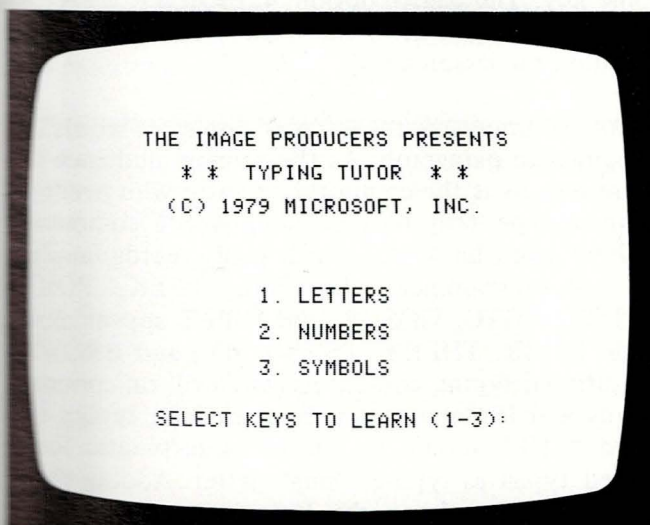 THE IMAGE PRODUCERS PRESENTS
* * TYPING TUTOR * *
(C) 1979 MICROSOFT, INC.
1. LETTERS
2. NUMBERS
3. SYMBOLS
SELECT KEYS TO LEARN (1-3):